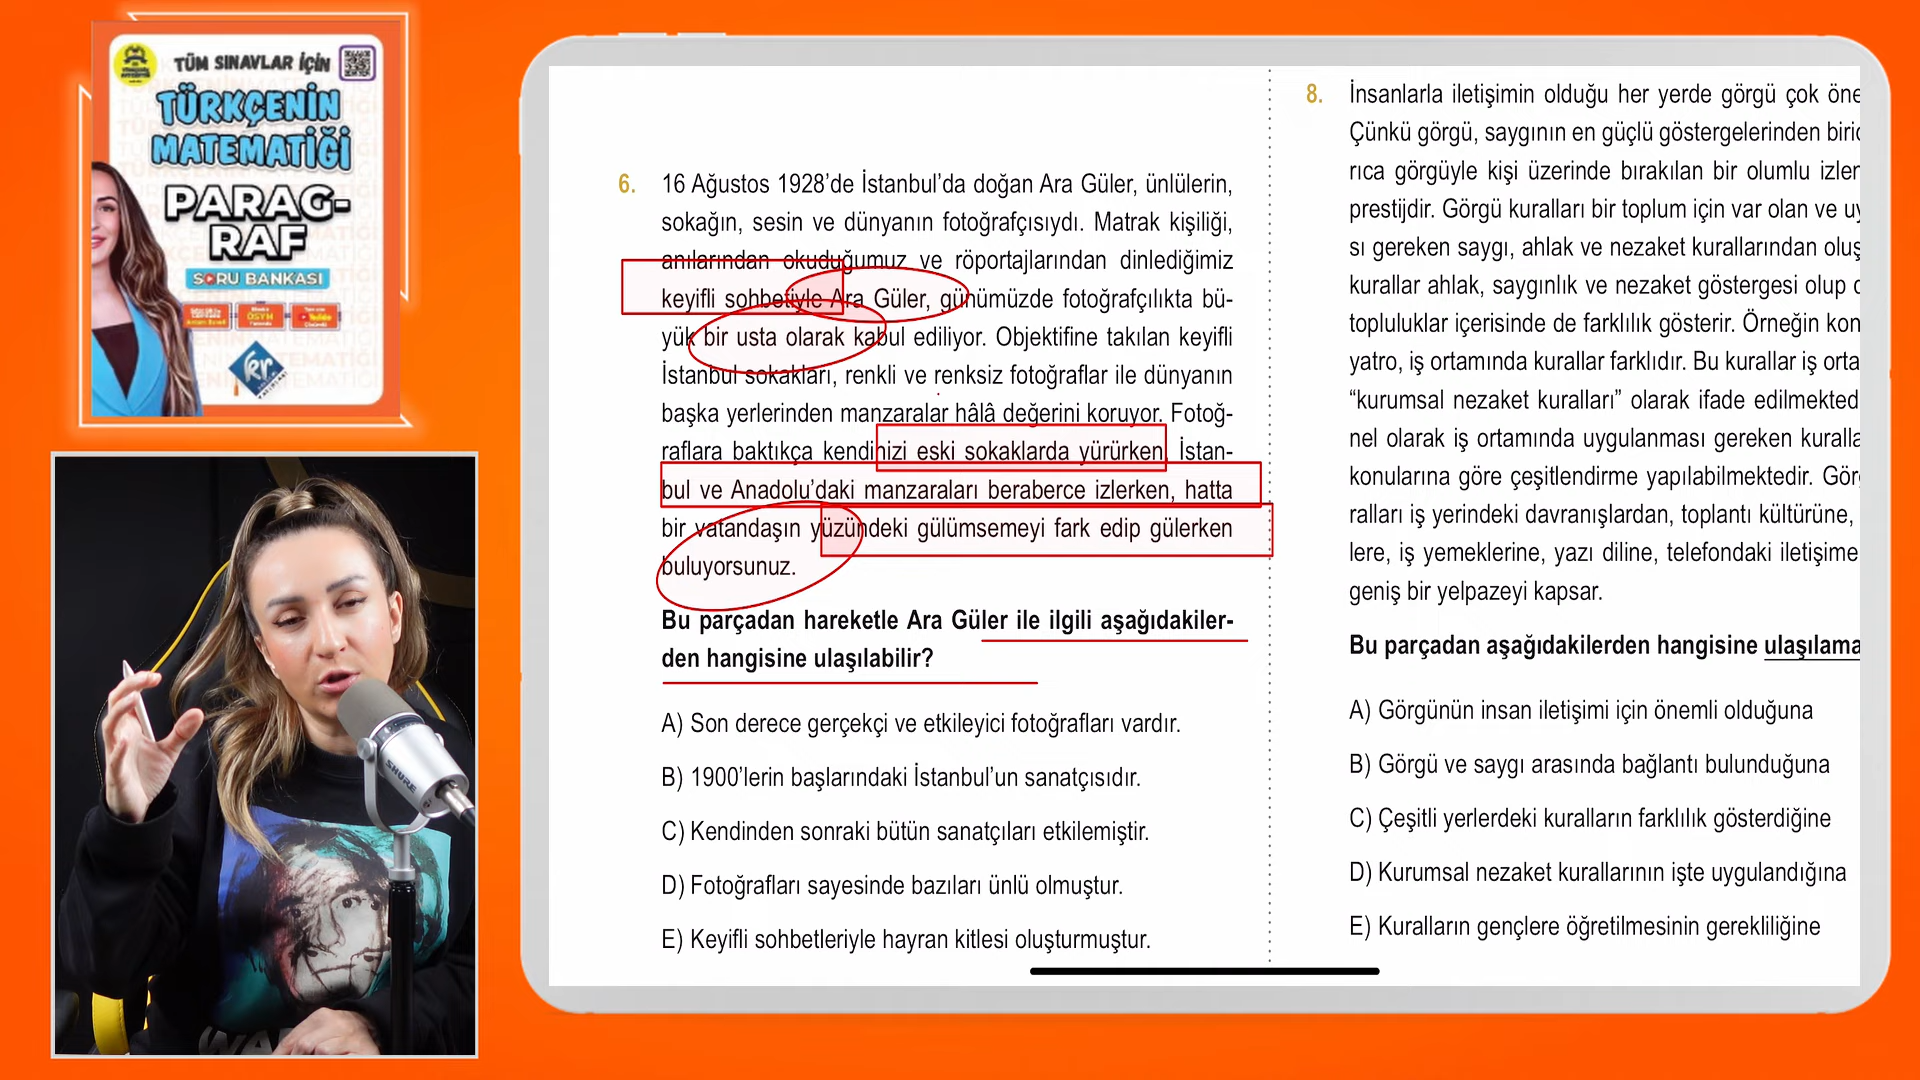 TÜM SINAVLAR İÇİN
TÜRKÇENİN
MATEMATİĞİ
PARAG-
RAF
SORU BANKASI
ÖSYM
YouTube
kr
SHURE
6. 16 Ağustos 1928’de İstanbul’da doğan Ara Güler, ünlülerin,
sokağın, sesin ve dünyanın fotoğrafçısıydı. Matrak kişiliği,
anılarından okuduğumuz ve röportajlarından dinlediğimiz
keyifli sohbetiyle Ara Güler, günümüzde fotoğrafçılıkta bü-
yük bir usta olarak kabul ediliyor. Objektifine takılan keyifli
İstanbul sokakları, renkli ve renksiz fotoğraflar ile dünyanın
başka yerlerinden manzaralar hâlâ değerini koruyor. Fotoğ-
raflara baktıkça kendinizi eski sokaklarda yürürken, İstan-
bul ve Anadolu’daki manzaraları beraberce izlerken, hatta
bir vatandaşın yüzündeki gülümsemeyi fark edip gülerken
buluyorsunuz.
Bu parçadan hareketle Ara Güler ile ilgili aşağıdakiler-
den hangisine ulaşılabilir?
A) Son derece gerçekçi ve etkileyici fotoğrafları vardır.
B) 1900’lerin başlarındaki İstanbul’un sanatçısıdır.
C) Kendinden sonraki bütün sanatçıları etkilemiştir.
D) Fotoğrafları sayesinde bazıları ünlü olmuştur.
E) Keyifli sohbetleriyle hayran kitlesi oluşturmuştur.
8. İnsanlarla iletişimin olduğu her yerde görgü çok öne
Çünkü görgü, saygının en güçlü göstergelerinden biric
rıca görgüyle kişi üzerinde bırakılan bir olumlu izler
prestijdir. Görgü kuralları bir toplum için var olan ve uy
sı gereken saygı, ahlak ve nezaket kurallarından oluş
kurallar ahlak, saygınlık ve nezaket göstergesi olup
topluluklar içerisinde de farklılık gösterir. Örneğin kon
yatro, iş ortamında kurallar farklıdır. Bu kurallar iş orta
“kurumsal nezaket kuralları” olarak ifade edilmekted
nel olarak iş ortamında uygulanması gereken kuralla
konularına göre çeşitlendirme yapılabilmektedir. Görg
ralları iş yerindeki davranışlardan, toplantı kültürüne,
lere, iş yemeklerine, yazı diline, telefondaki iletişime
geniş bir yelpazeyi kapsar.
Bu parçadan aşağıdakilerden hangisine ulaşılama
A) Görgünün insan iletişimi için önemli olduğuna
B) Görgü ve saygı arasında bağlantı bulunduğuna
C) Çeşitli yerlerdeki kuralların farklılık gösterdiğine
D) Kurumsal nezaket kurallarının işte uygulandığına
E) Kuralların gençlere öğretilmesinin gerekliliğine